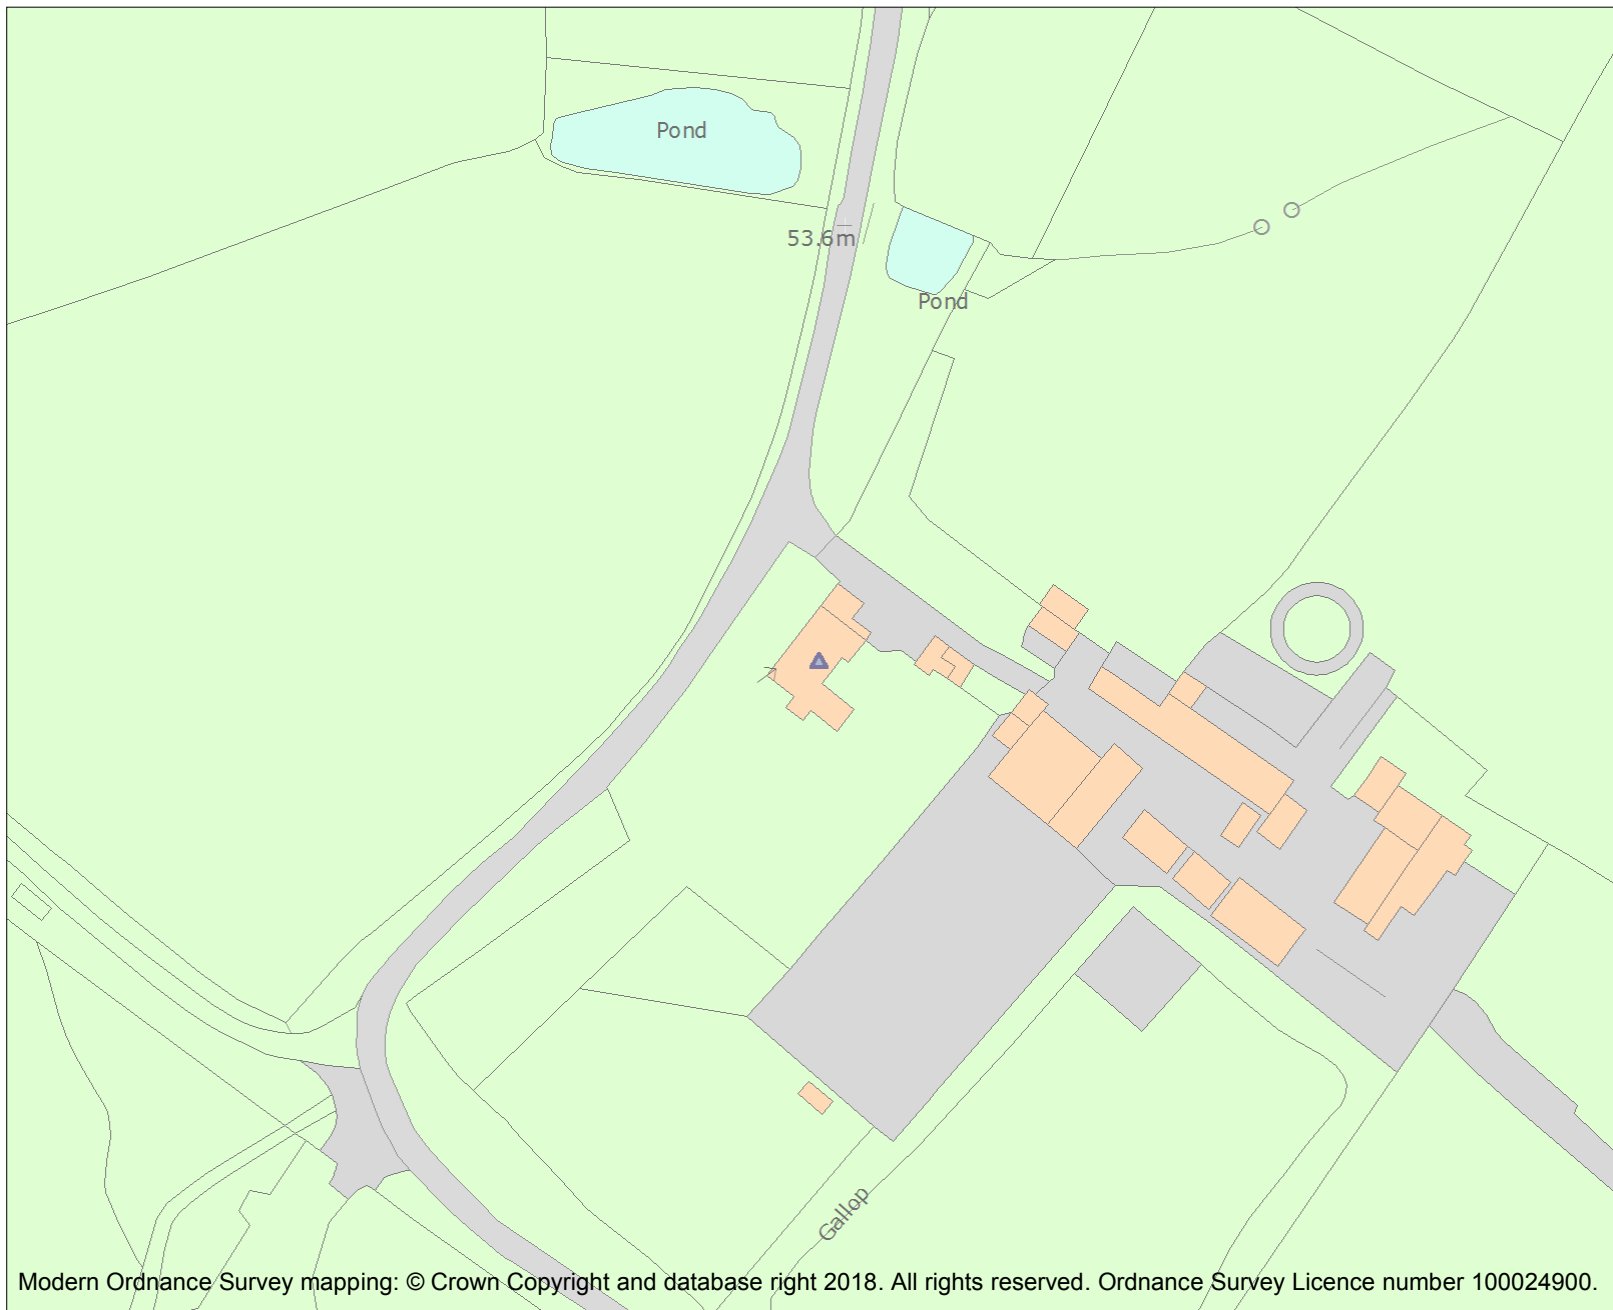 Pond
53.6m
Pond
Gallop
Modern Ordnance Survey mapping: © Crown Copyright and database right 2018. All rights reserved. Ordnance Survey Licence number 100024900.